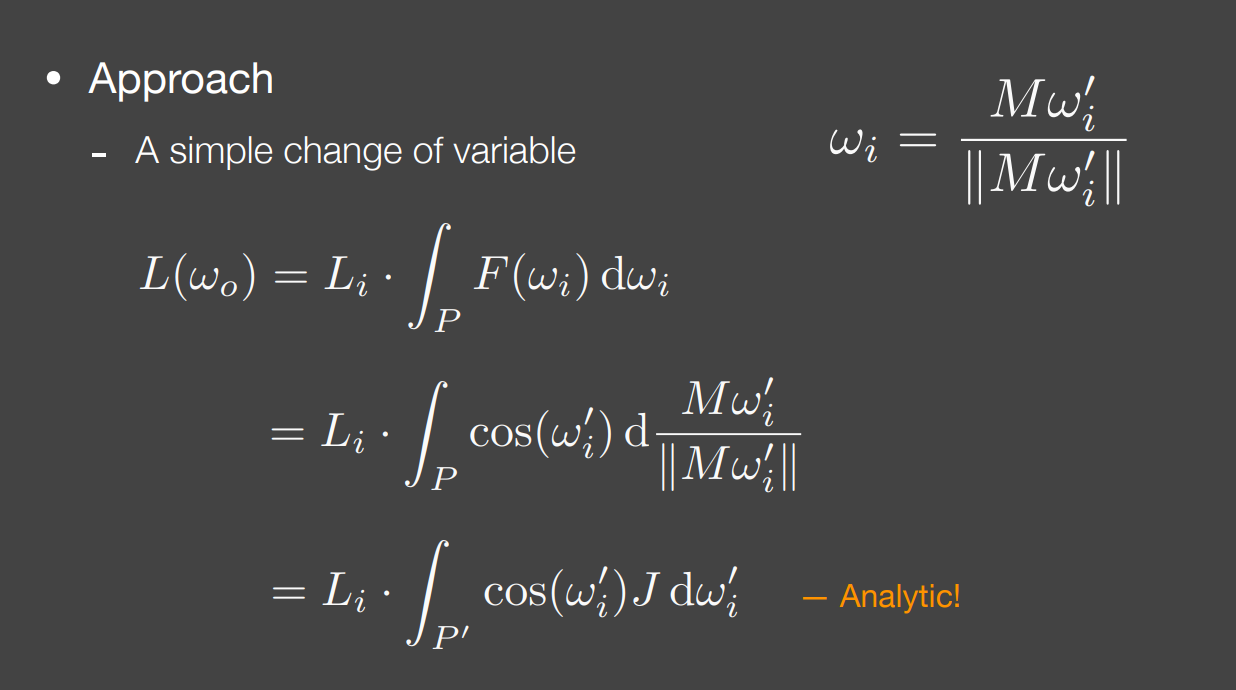 • Approach
- A simple change of variable
$\omega_i = \frac{M\omega_i'}{\|M\omega_i'\|}$
$L(\omega_o) = L_i \cdot \int_P F(\omega_i)\, \mathrm{d}\omega_i$
$= L_i \cdot \int_P \cos(\omega_i')\, \mathrm{d}\frac{M\omega_i'}{\|M\omega_i'\|}$
$= L_i \cdot \int_{P'} \cos(\omega_i') J\, \mathrm{d}\omega_i'$ — Analytic!